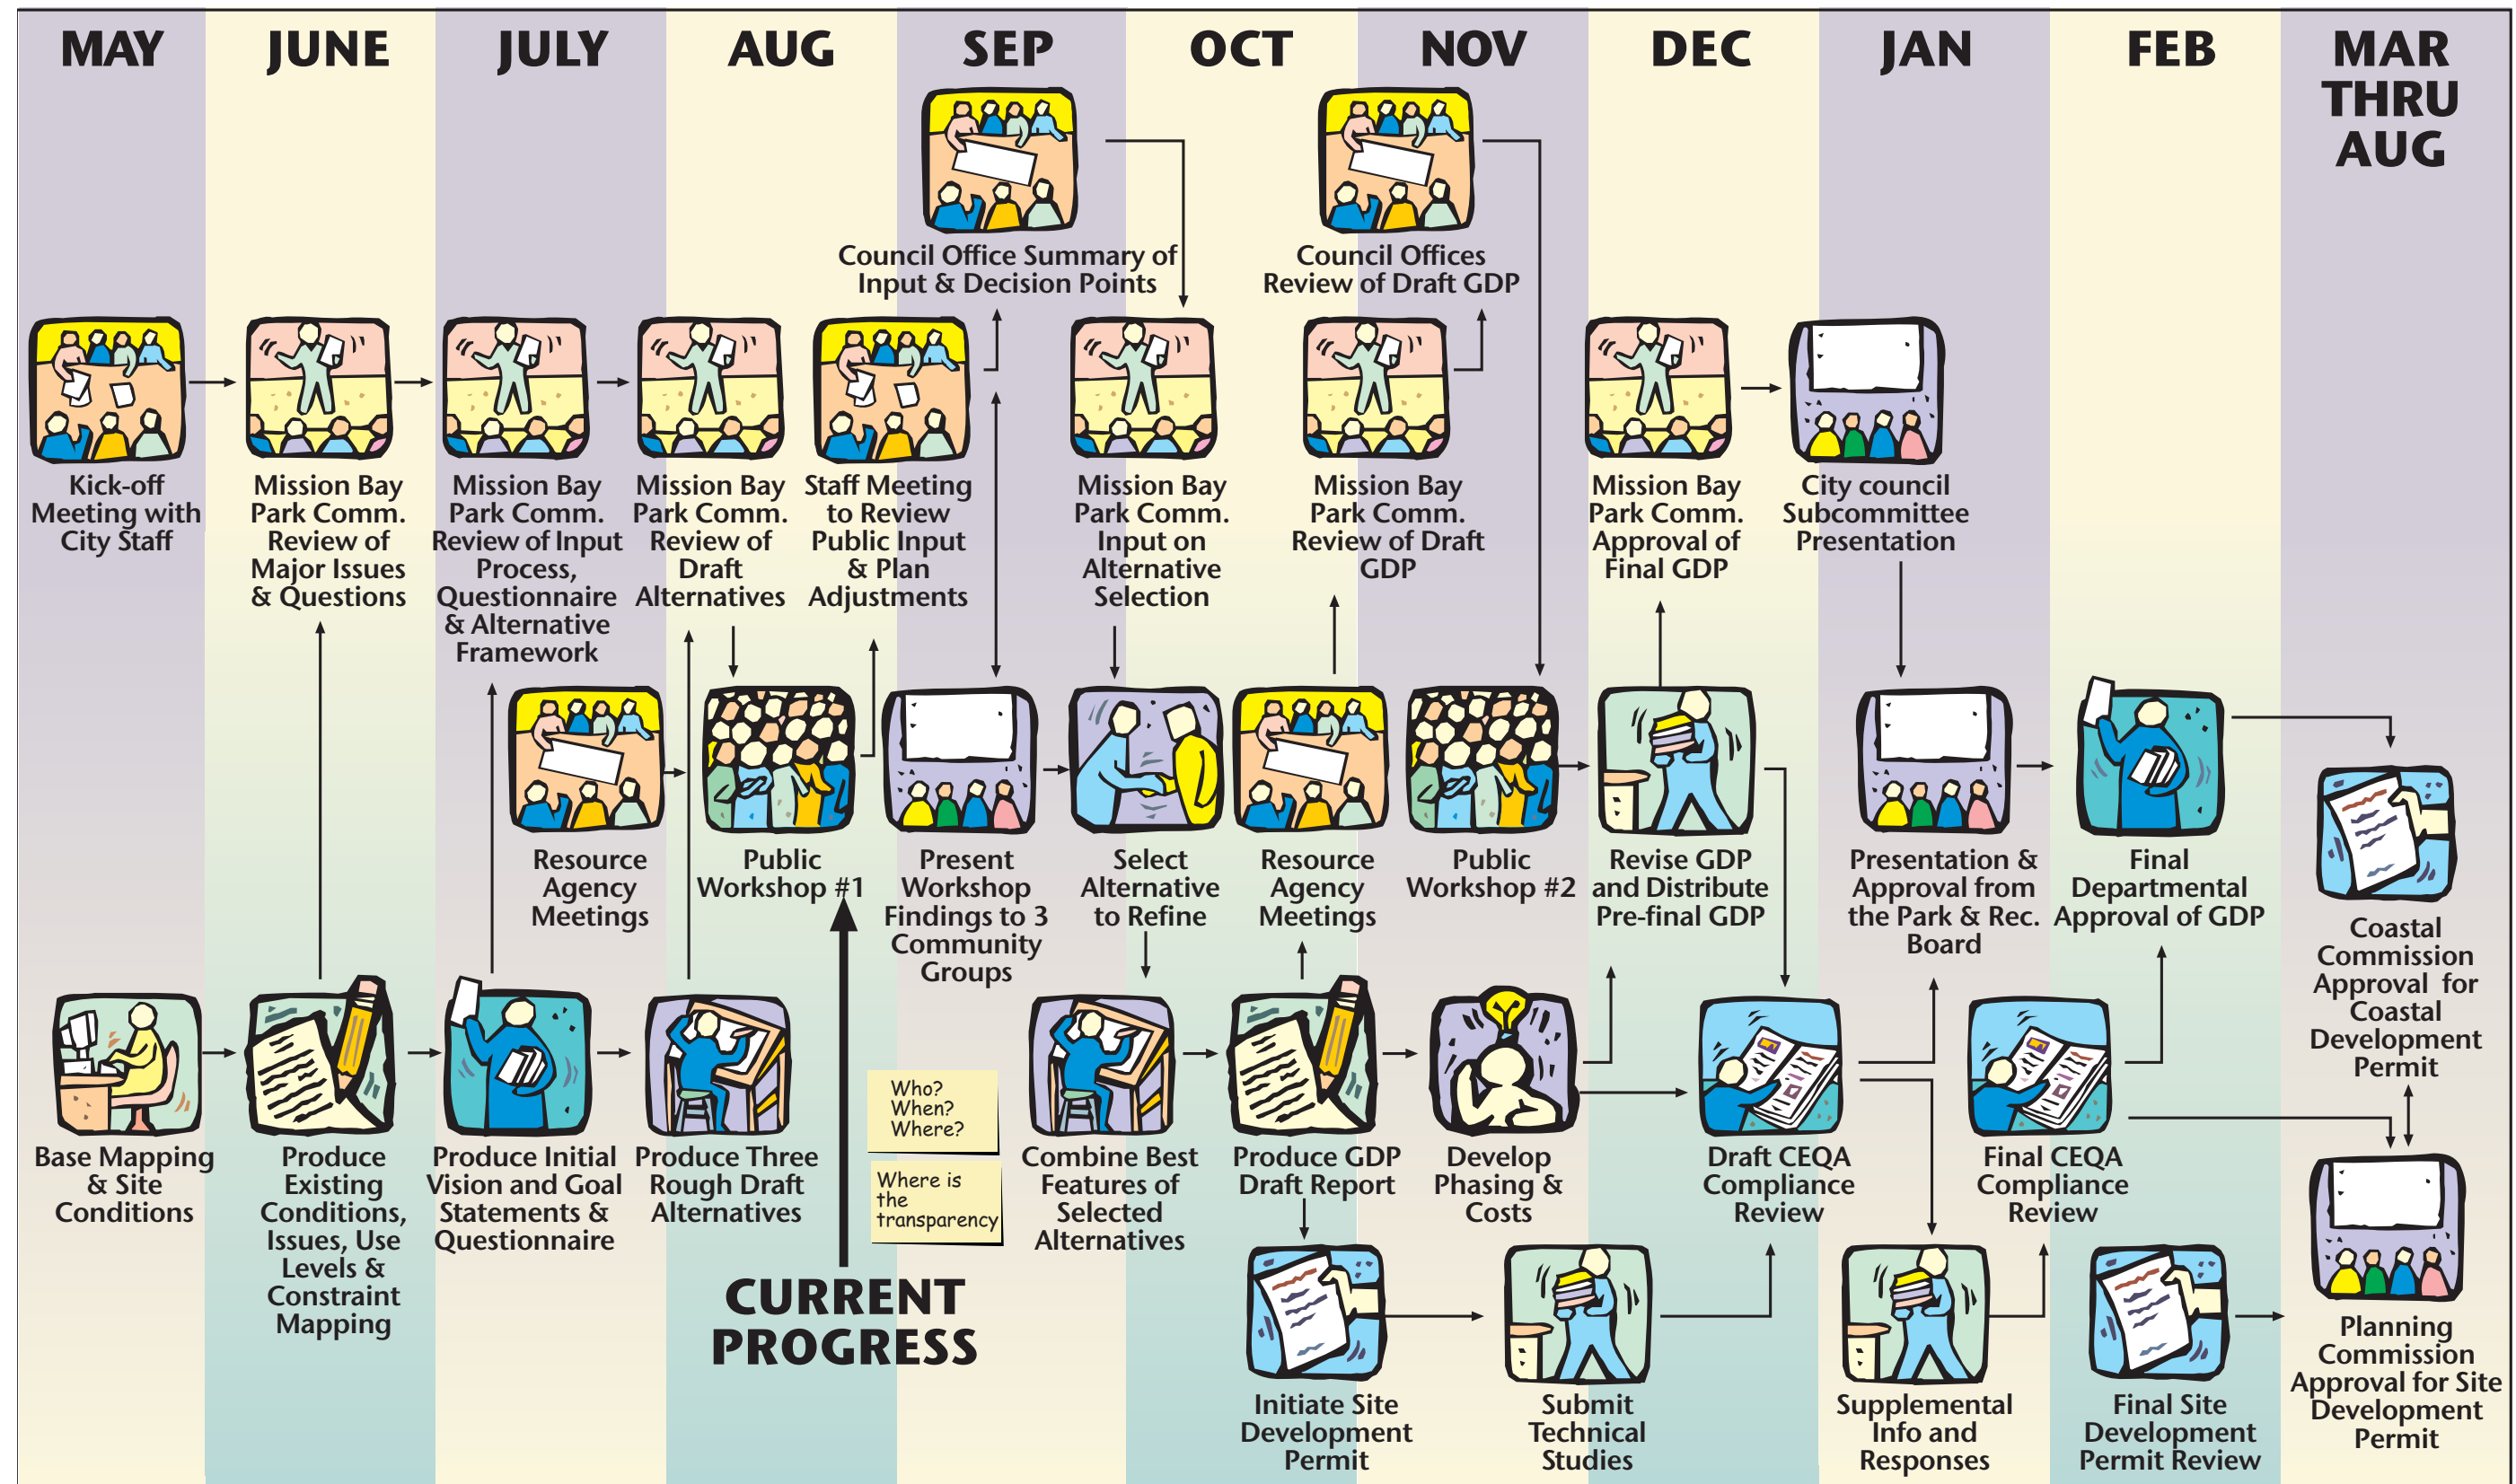 MAY
JUNE
JULY
AUG
SEP
OCT
NOV
DEC
JAN
FEB
MAR
THRU
AUG
Council Office Summary of
Input & Decision Points
Council Offices
Review of Draft GDP
Kick-off
Meeting with
City Staff
Mission Bay
Park Comm.
Review of
Major Issues
& Questions
Mission Bay
Park Comm.
Review of Input
Process,
Questionnaire
& Alternative
Framework
Mission Bay
Park Comm.
Review of
Draft
Alternatives
Staff Meeting
to Review
Public Input
& Plan
Adjustments
Mission Bay
Park Comm.
Input on
Alternative
Selection
Mission Bay
Park Comm.
Review of Draft
GDP
Mission Bay
Park Comm.
Approval of
Final GDP
City council
Subcommittee
Presentation
Resource
Agency
Meetings
Public
Workshop #1
Present
Workshop
Findings to 3
Community
Groups
Select
Alternative
to Refine
Resource
Agency
Meetings
Public
Workshop #2
Revise GDP
and Distribute
Pre-final GDP
Presentation &
Approval from
the Park & Rec.
Board
Final
Departmental
Approval of GDP
Coastal
Commission
Approval for
Coastal
Development
Permit
Base Mapping
& Site
Conditions
Produce
Existing
Conditions,
Issues, Use
Levels &
Constraint
Mapping
Produce Initial
Vision and Goal
Statements &
Questionnaire
Produce Three
Rough Draft
Alternatives
Who?
When?
Where?
Where is
the
transparency
CURRENT
PROGRESS
Combine Best
Features of
Selected
Alternatives
Produce GDP
Draft Report
Develop
Phasing &
Costs
Draft CEQA
Compliance
Review
Final CEQA
Compliance
Review
Initiate Site
Development
Permit
Submit
Technical
Studies
Supplemental
Info and
Responses
Final Site
Development
Permit Review
Planning
Commission
Approval for Site
Development
Permit